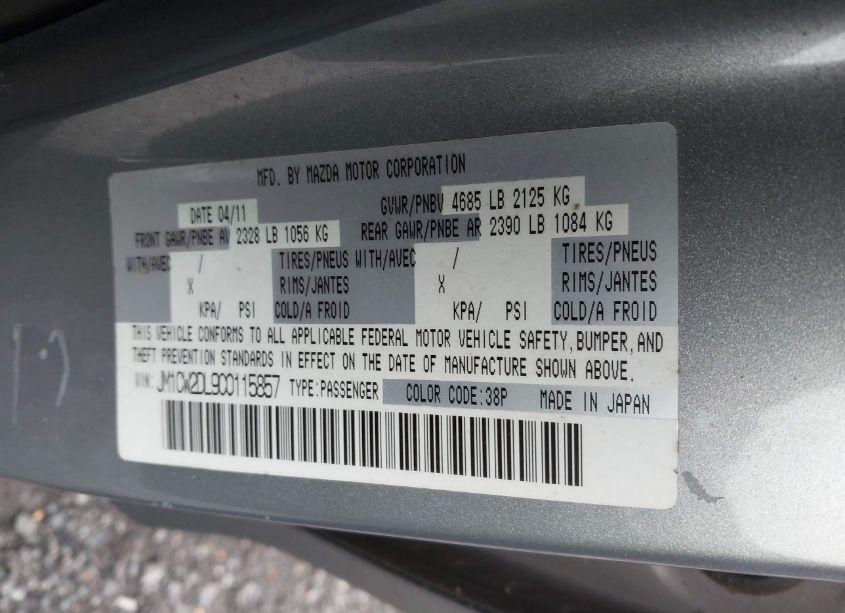 MFD. BY MAZDA MOTOR CORPORATION
DATE 04/11 GVWR/PNBV 4685 LB 2125 KG
FRONT GAWR/PNBE AV 2328 LB 1056 KG REAR GAWR/PNBE AR 2390 LB 1084 KG
WITH/AVEC / TIRES/PNEUS WITH/AVEC / TIRES/PNEUS
X RIMS/JANTES X RIMS/JANTES
KPA/ PSI COLD/A FROID KPA/ PSI COLD/A FROID
THIS VEHICLE CONFORMS TO ALL APPLICABLE FEDERAL MOTOR VEHICLE SAFETY, BUMPER, AND
THEFT PREVENTION STANDARDS IN EFFECT ON THE DATE OF MANUFACTURE SHOWN ABOVE.
VIN: JM1CW2DL9C0115857 TYPE:PASSENGER COLOR CODE:38P MADE IN JAPAN